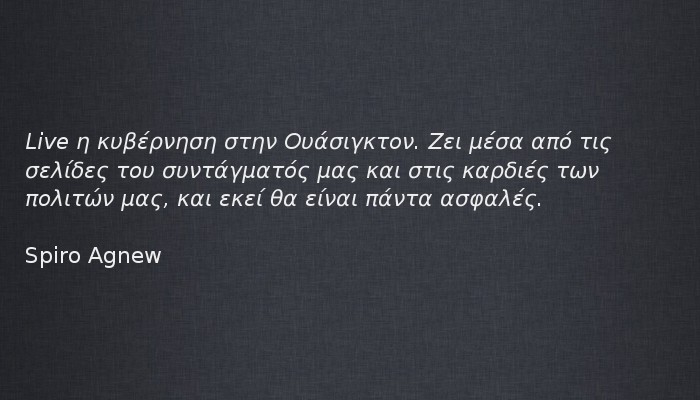 Live η κυβέρνηση στην Ουάσιγκτον. Ζει μέσα από τις
σελίδες του συντάγματός μας και στις καρδιές των
πολιτών μας, και εκεί θα είναι πάντα ασφαλές.
Spiro Agnew